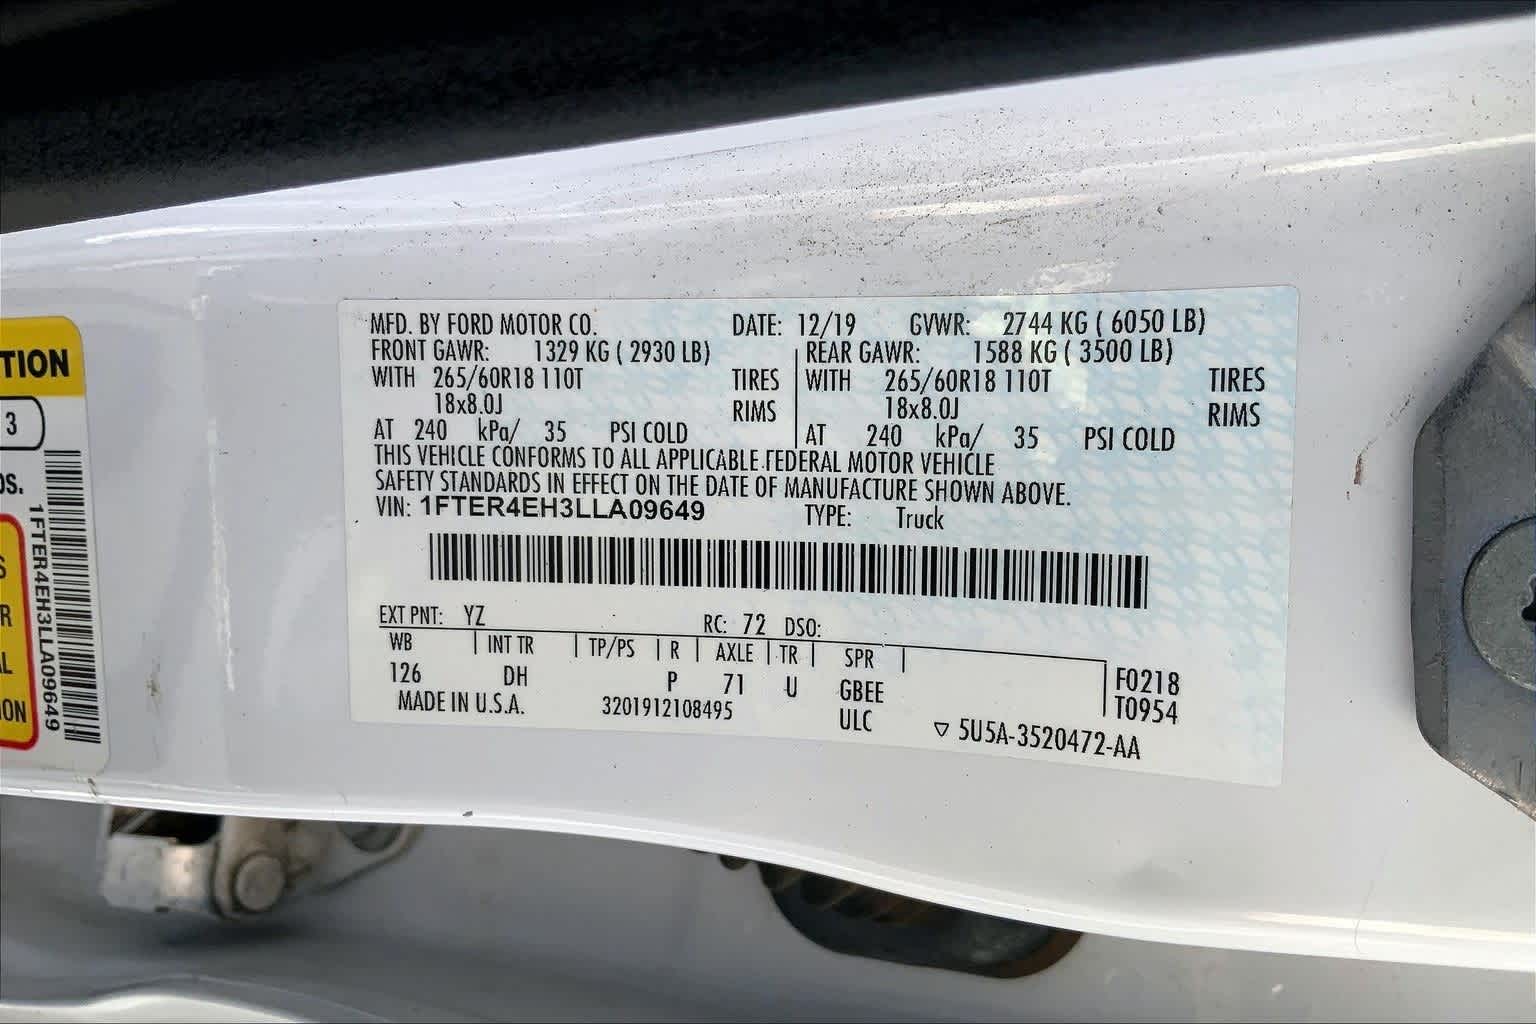 TION
3
DS.
1FTER4EH3LLA09649
S
R
AL
ION
MFD. BY FORD MOTOR CO. DATE: 12/19 GVWR: 2744 KG ( 6050 LB)
FRONT GAWR: 1329 KG ( 2930 LB) REAR GAWR: 1588 KG ( 3500 LB)
WITH 265/60R18 110T TIRES WITH 265/60R18 110T TIRES
18x8.0J RIMS 18x8.0J RIMS
AT 240 kPa/ 35 PSI COLD AT 240 kPa/ 35 PSI COLD
THIS VEHICLE CONFORMS TO ALL APPLICABLE FEDERAL MOTOR VEHICLE
SAFETY STANDARDS IN EFFECT ON THE DATE OF MANUFACTURE SHOWN ABOVE.
VIN: 1FTER4EH3LLA09649 TYPE: Truck
EXT PNT: YZ RC: 72 DSO:
WB INT TR TP/PS R AXLE TR SPR
126 DH P 71 U GBEE F0218
MADE IN U.S.A. 3201912108495 ULC T0954
▽ 5U5A-3520472-AA